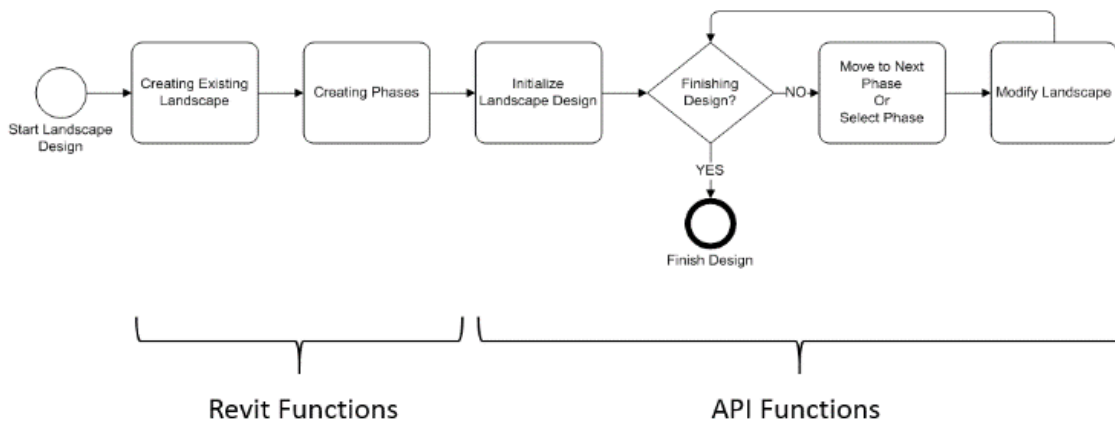 Start Landscape
Design
Creating Existing
Landscape
Creating Phases
Initialize
Landscape Design
Finishing
Design?
NO
Move to Next
Phase
Or
Select Phase
Modify Landscape
YES
Finish Design
Revit Functions
API Functions